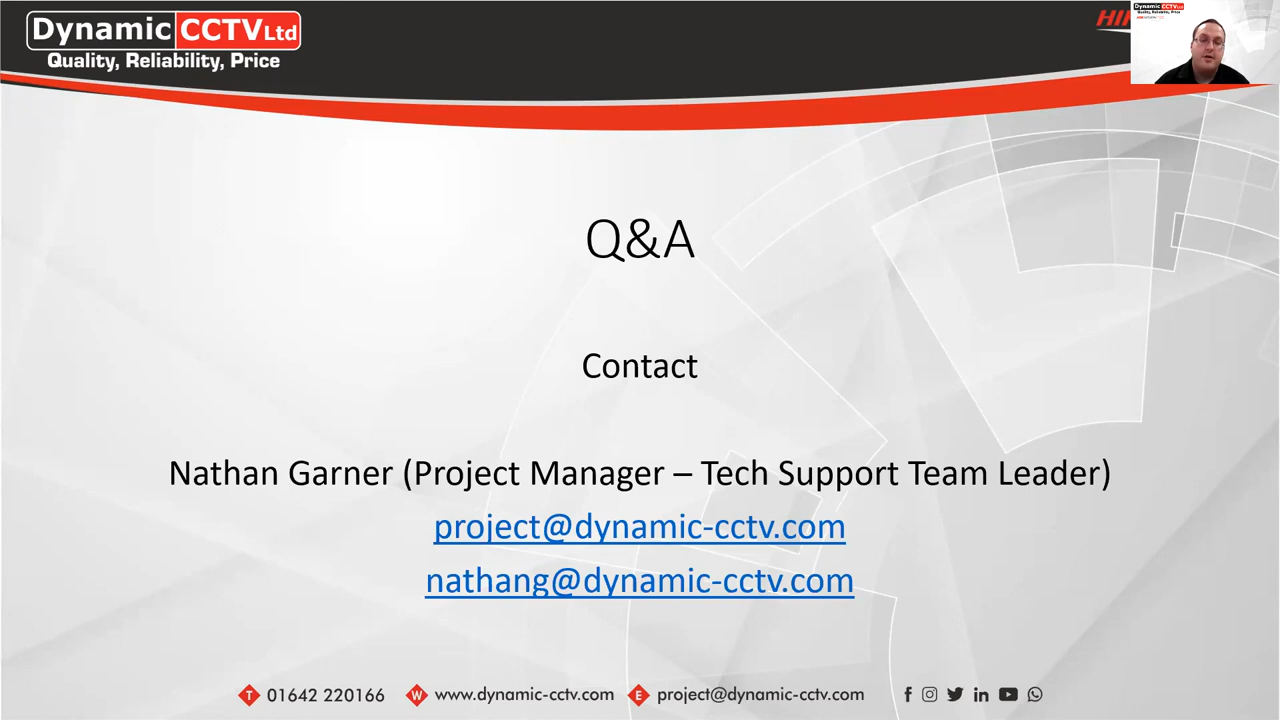 Dynamic CCTV Ltd
Quality, Reliability, Price
Q&A
Contact
Nathan Garner (Project Manager – Tech Support Team Leader)
project@dynamic-cctv.com
nathang@dynamic-cctv.com
T 01642 220166 W www.dynamic-cctv.com E project@dynamic-cctv.com